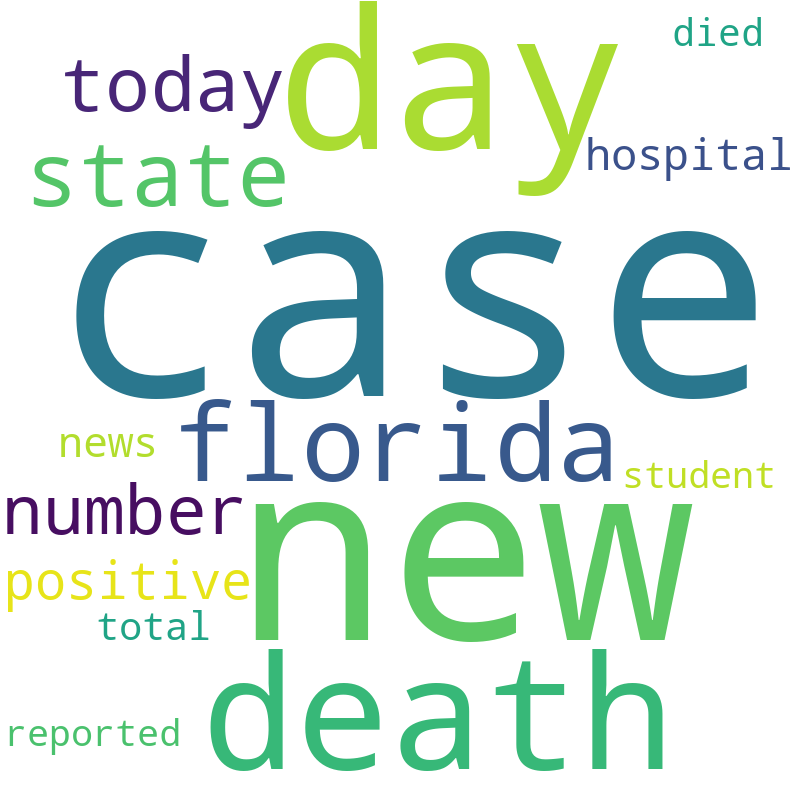 died
day
today
hospital
state
case
florida
news
student
number
new
positive
total
death
reported